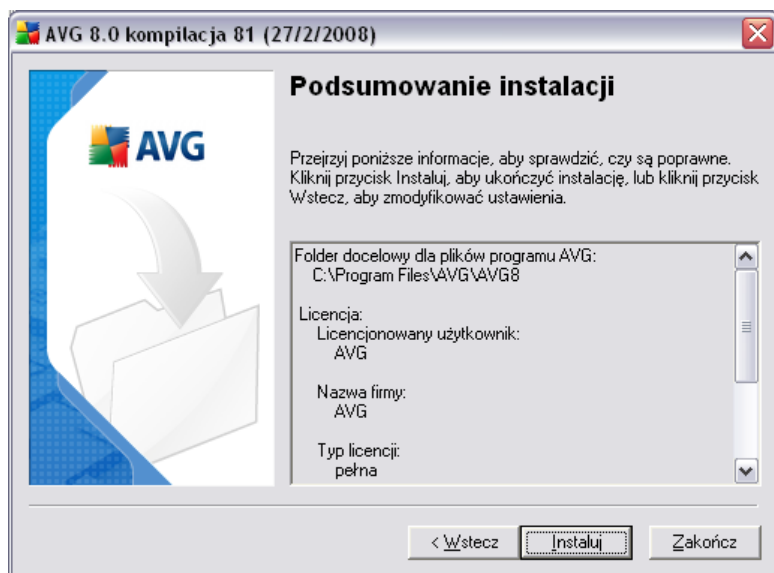 AVG 8.0 kompilacja 81 (27/2/2008)
AVG
Podsumowanie instalacji
Przejrzyj poniższe informacje, aby sprawdzić, czy są poprawne.
Kliknij przycisk Instaluj, aby ukończyć instalację, lub kliknij przycisk
Wstecz, aby zmodyfikować ustawienia.
Folder docelowy dla plików programu AVG:
C:\Program Files\AVG\AVG8
Licencja:
Licencjonowany użytkownik:
AVG
Nazwa firmy:
AVG
Typ licencji:
pełna
< Wstecz
Instaluj
Zakończ